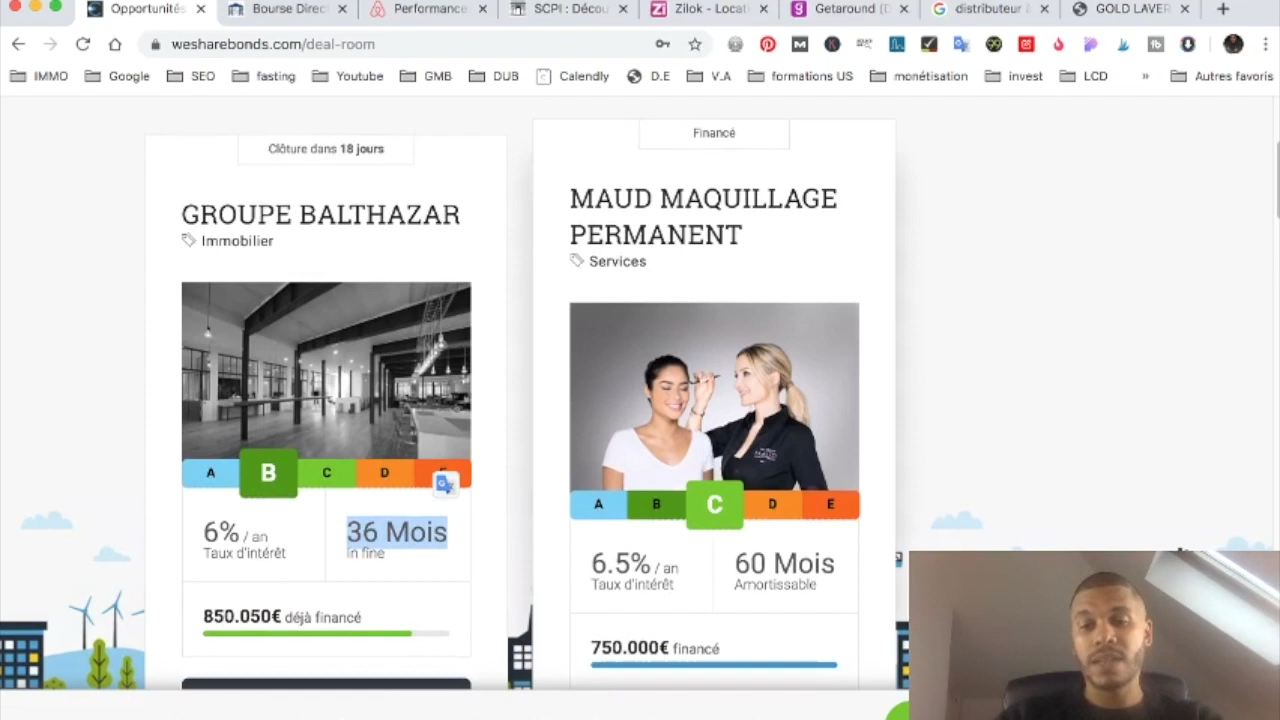 Opportunités
Bourse Direc
Performance
SCPI : Décou
Zilok - Locati
Getaround (D
distributeur
GOLD LAVER
wesharebonds.com/deal-room
IMMO
Google
SEO
fasting
Youtube
GMB
DUB
Calendly
D.E
V.A
formations US
monétisation
invest
LCD
»
Autres favoris
Clôture dans 18 jours
GROUPE BALTHAZAR
Immobilier
A B C D
6% / an
Taux d'intérêt
36 Mois
in fine
850.050€ déjà financé
Financé
MAUD MAQUILLAGE
PERMANENT
Services
A B C D E
6.5% / an
Taux d'intérêt
60 Mois
Amortissable
750.000€ financé